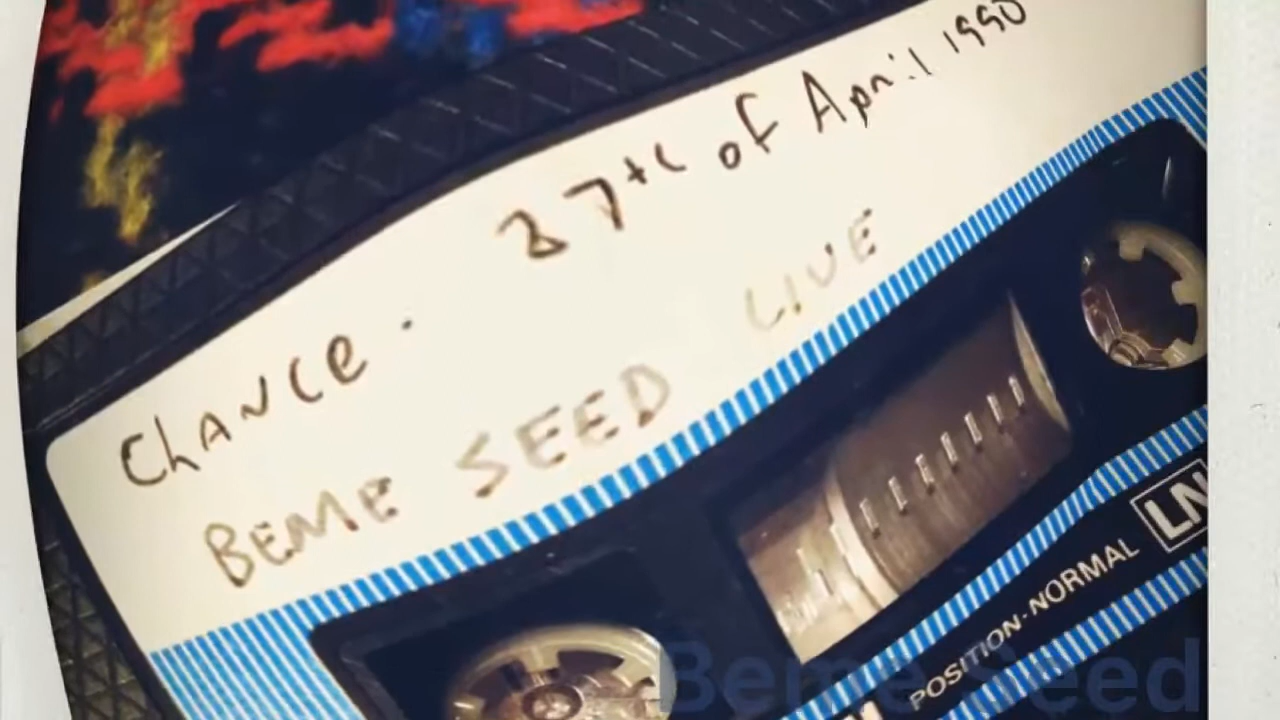 Chance. 27th of April 1990
BEME SEED LIVE
POSITION·NORMAL LN
Beme Seed